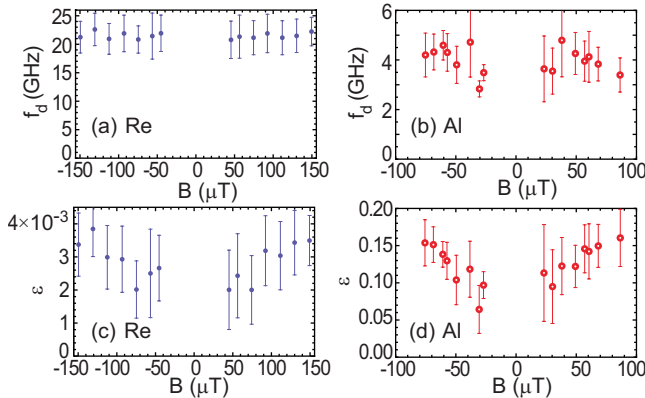 25
20
15
10
5
0
f_d (GHz)
(a) Re
-150 -100 -50 0 50 100 150
B (μT)
6
4
2
0
f_d (GHz)
(b) Al
-100 -50 0 50 100
B (μT)
4×10⁻³
3
2
1
0
ε
(c) Re
-150 -100 -50 0 50 100 150
B (μT)
0.20
0.15
0.10
0.05
0.00
ε
(d) Al
-100 -50 0 50 100
B (μT)